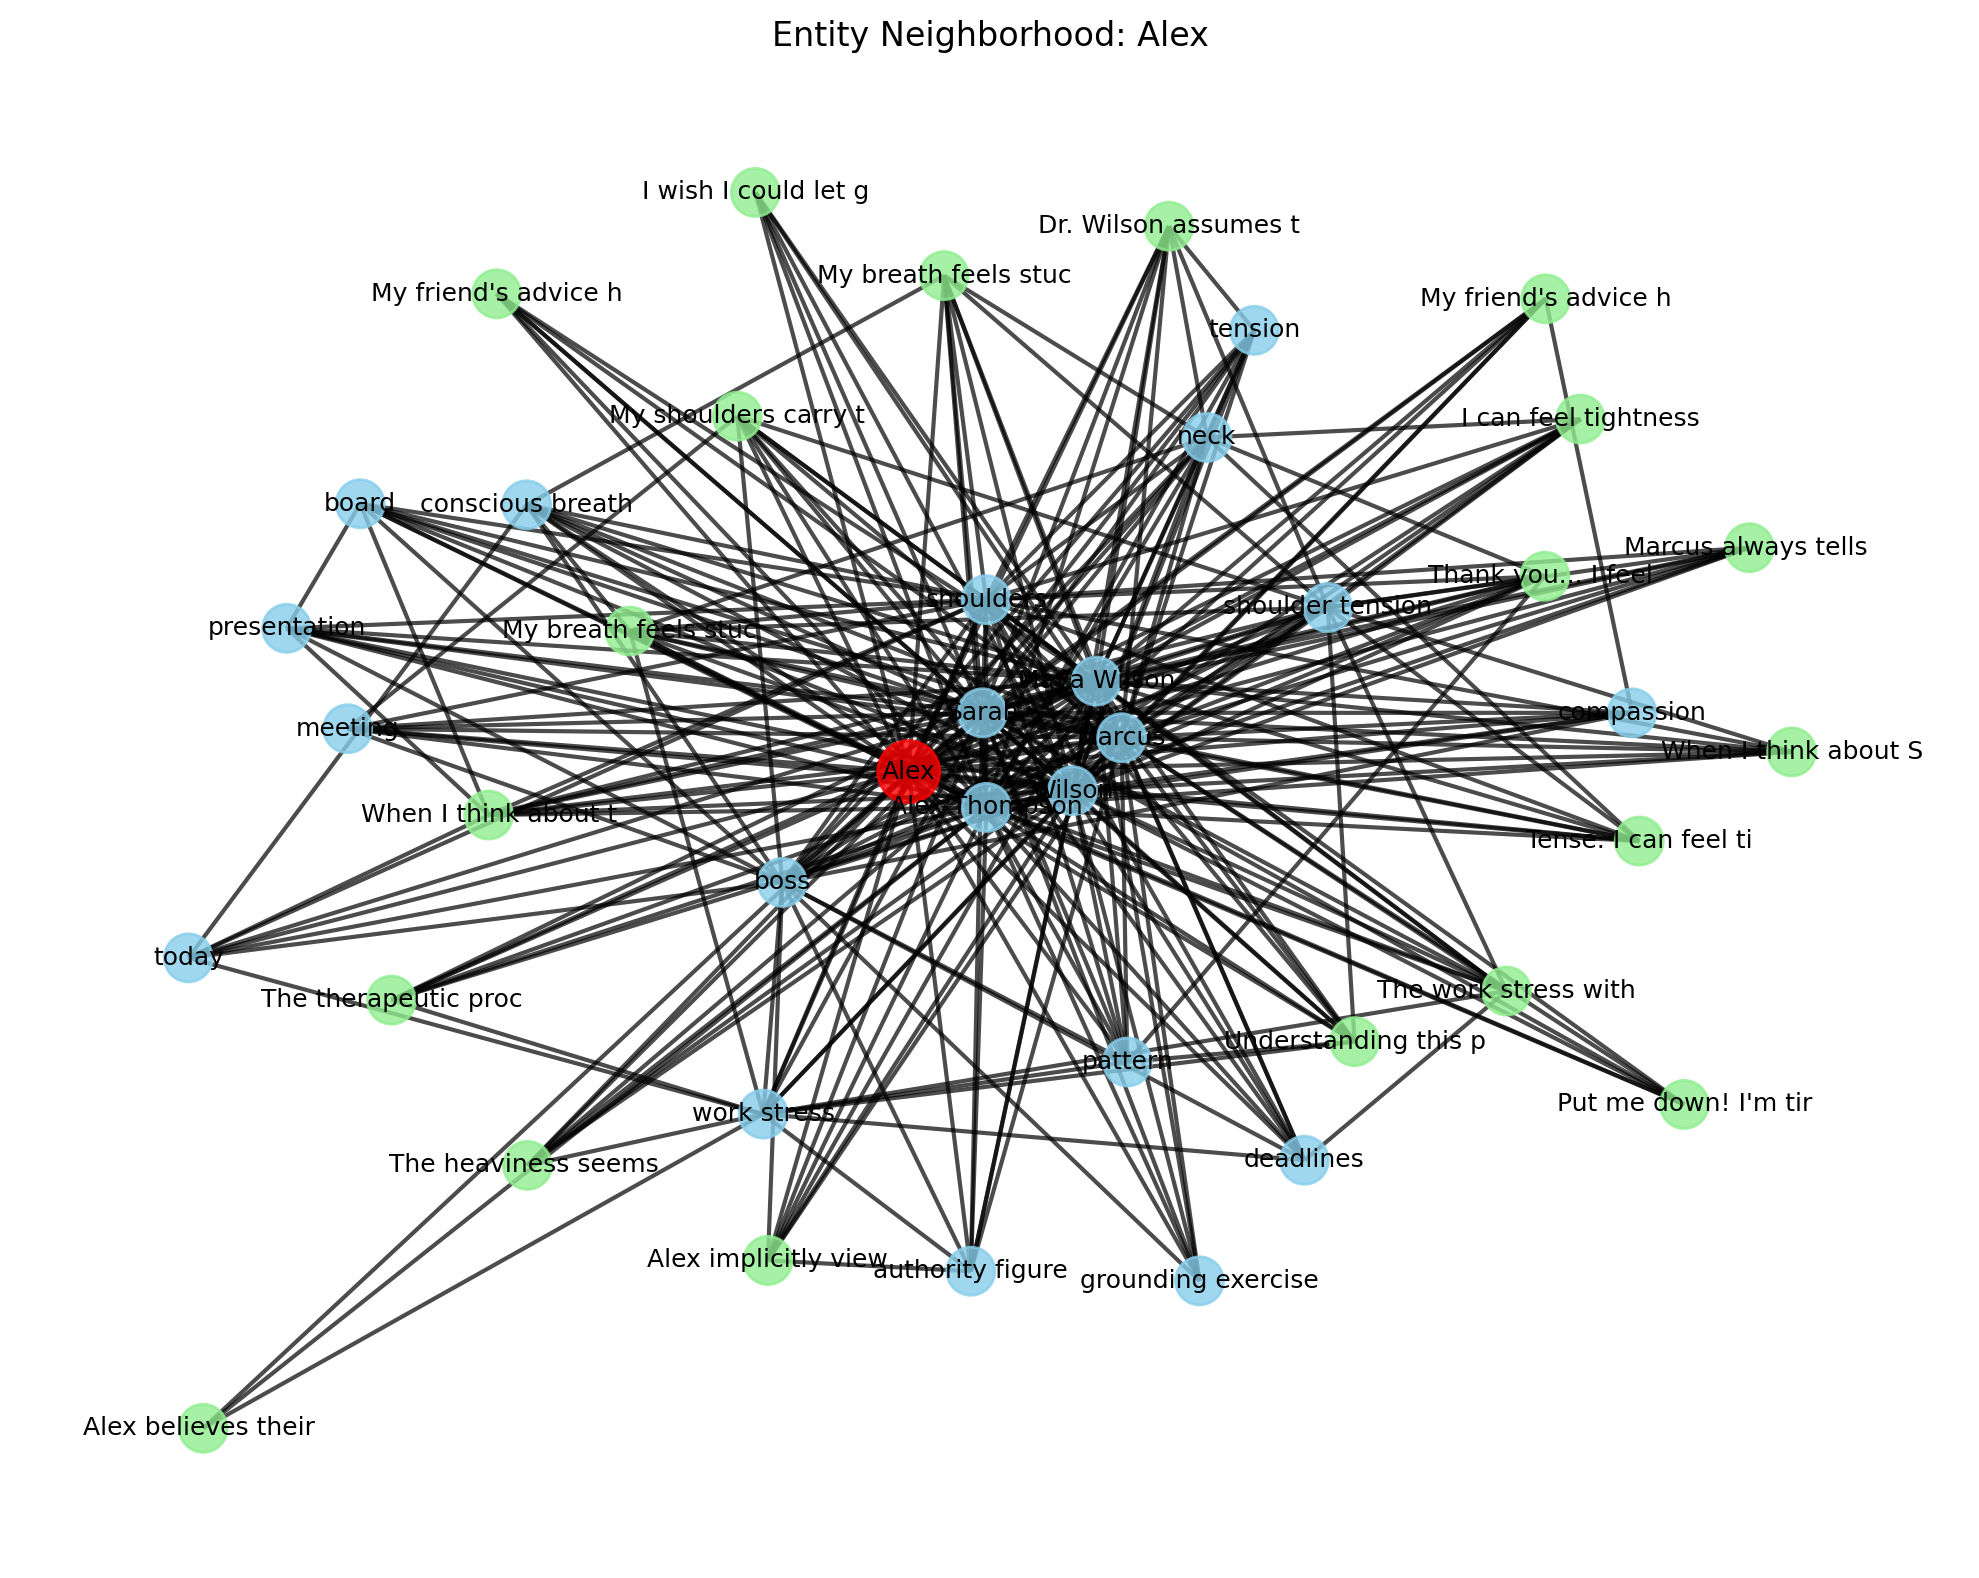 Entity Neighborhood: Alex
I wish I could let g
Dr. Wilson assumes t
My breath feels stuc
My friend's advice h
My friend's advice h
tension
My shoulders carry t
I can feel tightness
neck
board
conscious breath
Marcus always tells
Thank you... I feel
shoulders
shoulder tension
presentation
My breath feels stuc
Wilson
Sarah
compassion
meeting
Marcus
When I think about S
Alex
Wilson
Alex Thompson
When I think about t
I can feel ti
boss
today
The therapeutic proc
The work stress with
Understanding this p
pattern
Put me down! I'm tir
work stress
The heaviness seems
deadlines
Alex implicitly view
authority figure
grounding exercise
Alex believes their